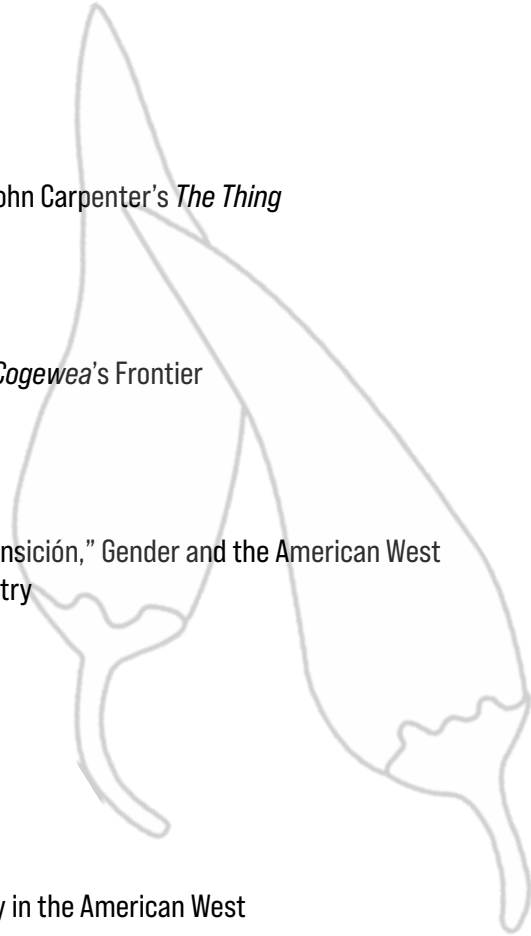 ohn Carpenter's The Thing
Cogewea's Frontier
nsición,” Gender and the American West
try
y in the American West